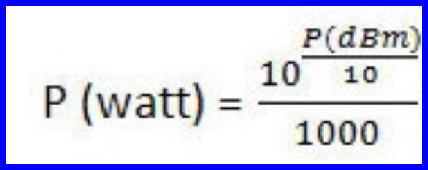 P (watt) = 10^(P(dBm)/10) / 1000